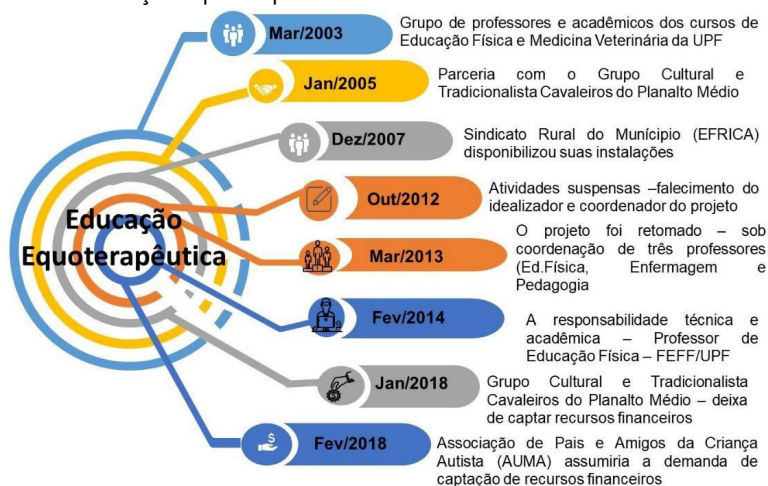 Mar/2003
Grupo de professores e acadêmicos dos cursos de
Educação Física e Medicina Veterinária da UPF
Jan/2005
Parceria com o Grupo Cultural e
Tradicionalista Cavaleiros do Planalto Médio
Dez/2007
Sindicato Rural do Munícipio (EFRICA)
disponibilizou suas instalações
Educação
Equoterapêutica
Out/2012
Atividades suspensas –falecimento do
idealizador e coordenador do projeto
Mar/2013
O projeto foi retomado – sob
coordenação de três professores
(Ed.Física, Enfermagem e
Pedagogia
Fev/2014
A responsabilidade técnica e
acadêmica – Professor de
Educação Física – FEFF/UPF
Jan/2018
Grupo Cultural e Tradicionalista
Cavaleiros do Planalto Médio – deixa
de captar recursos financeiros
Fev/2018
Associação de Pais e Amigos da Criança
Autista (AUMA) assumiria a demanda de
captação de recursos financeiros